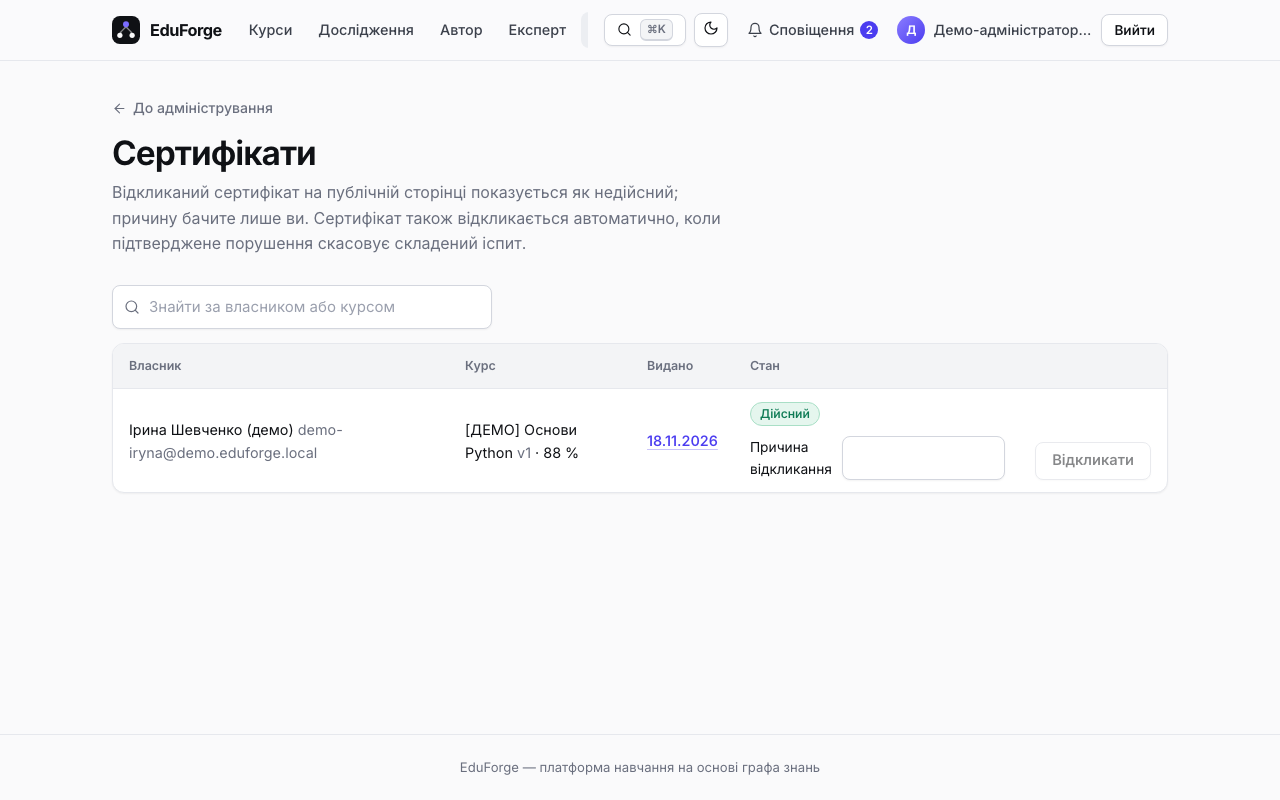 EduForge
Курси
Дослідження
Автор
Експерт
⌘K
Сповіщення 2
Д
Демо-адміністратор…
Вийти
← До адміністрування
Сертифікати
Відкликаний сертифікат на публічній сторінці показується як недійсний;
причину бачите лише ви. Сертифікат також відкликається автоматично, коли
підтверджене порушення скасовує складений іспит.
Знайти за власником або курсом
Власник
Курс
Видано
Стан
Ірина Шевченко (демо) demo-
iryna@demo.eduforge.local
[ДЕМО] Основи
Python v1 · 88 %
18.11.2026
Дійсний
Причина
відкликання
Відкликати
EduForge — платформа навчання на основі графа знань